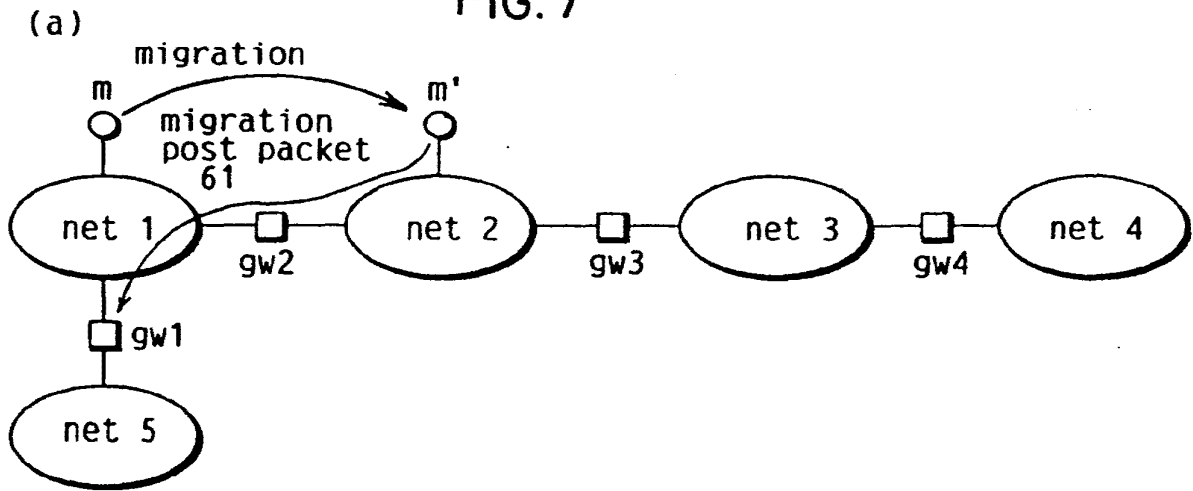 FIG. 7
(a)
migration
m
m'
migration
post packet
61
net 1
net 2
net 3
net 4
gw2
gw3
gw4
gw1
net 5